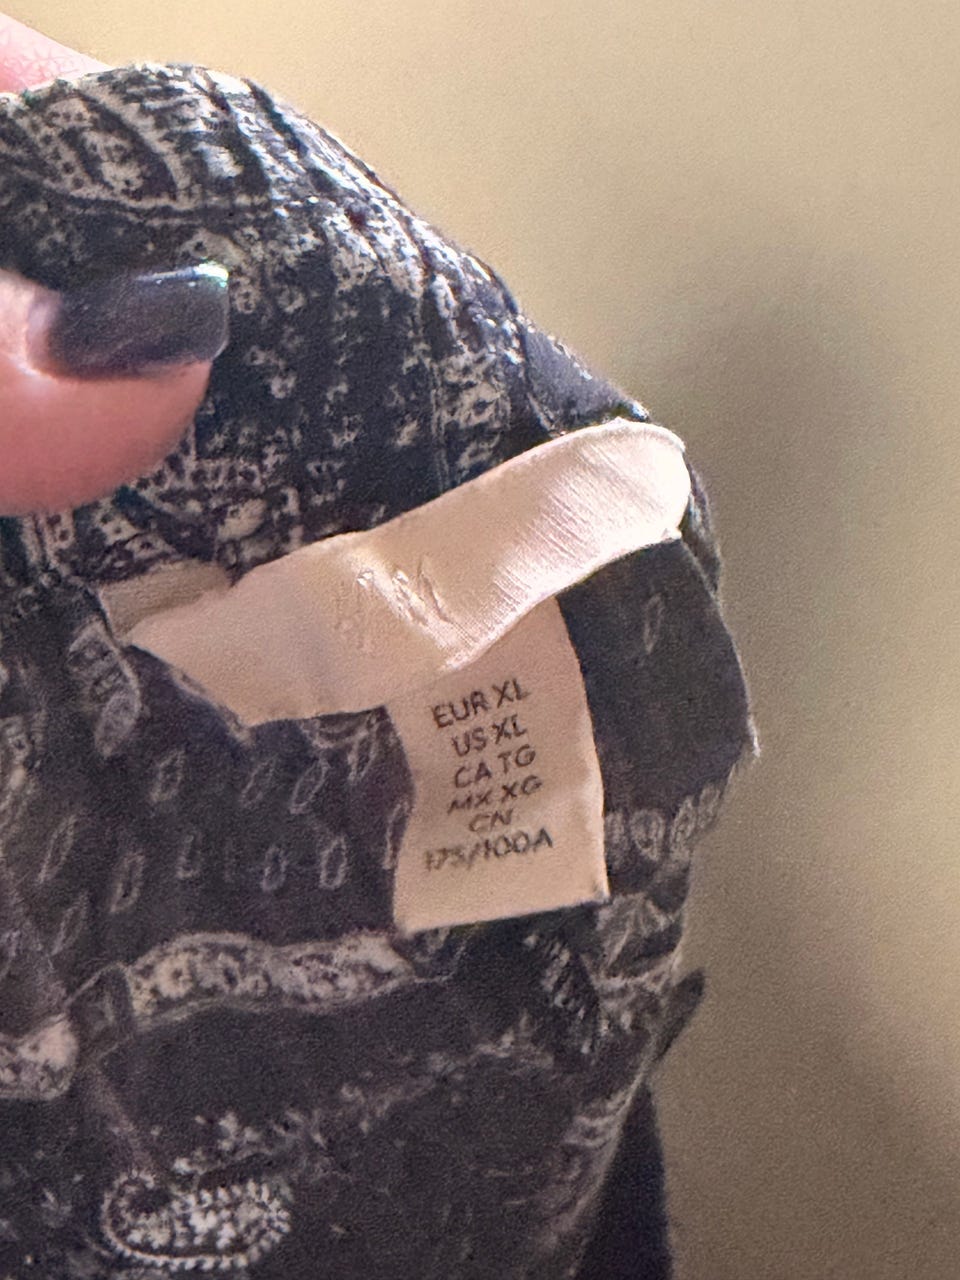 H&M
EUR XL
US XL
CA TG
MX XG
CN
175/100A